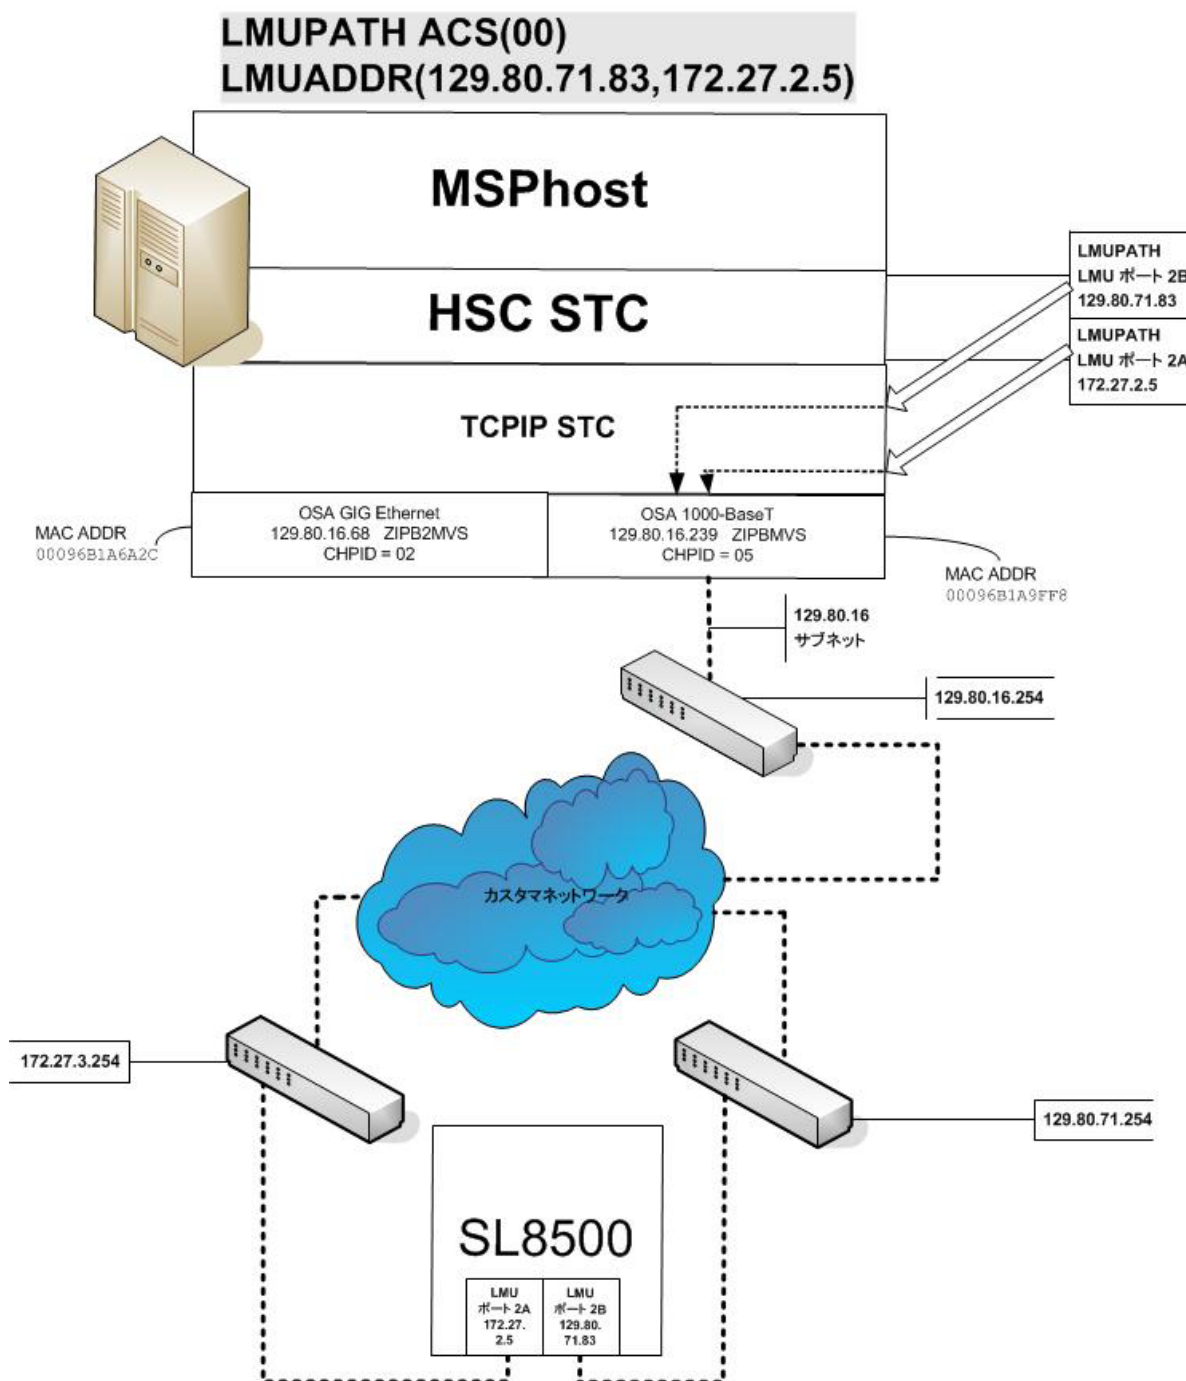 LMUPATH ACS(00)
LMUADDR(129.80.71.83,172.27.2.5)
MSPhost
HSC STC
TCPIP STC
LMUPATH
LMU ポート 2B
129.80.71.83
LMUPATH
LMU ポート 2A
172.27.2.5
OSA GIG Ethernet
129.80.16.68 ZIPB2MVS
CHPID = 02
OSA 1000-BaseT
129.80.16.239 ZIPBMVS
CHPID = 05
MAC ADDR
00096B1A6A2C
MAC ADDR
00096B1A9FF8
129.80.16
サブネット
129.80.16.254
カスタマネットワーク
172.27.3.254
129.80.71.254
SL8500
LMU
ポート 2A
172.27.
2.5
LMU
ポート 2B
129.80.
71.83